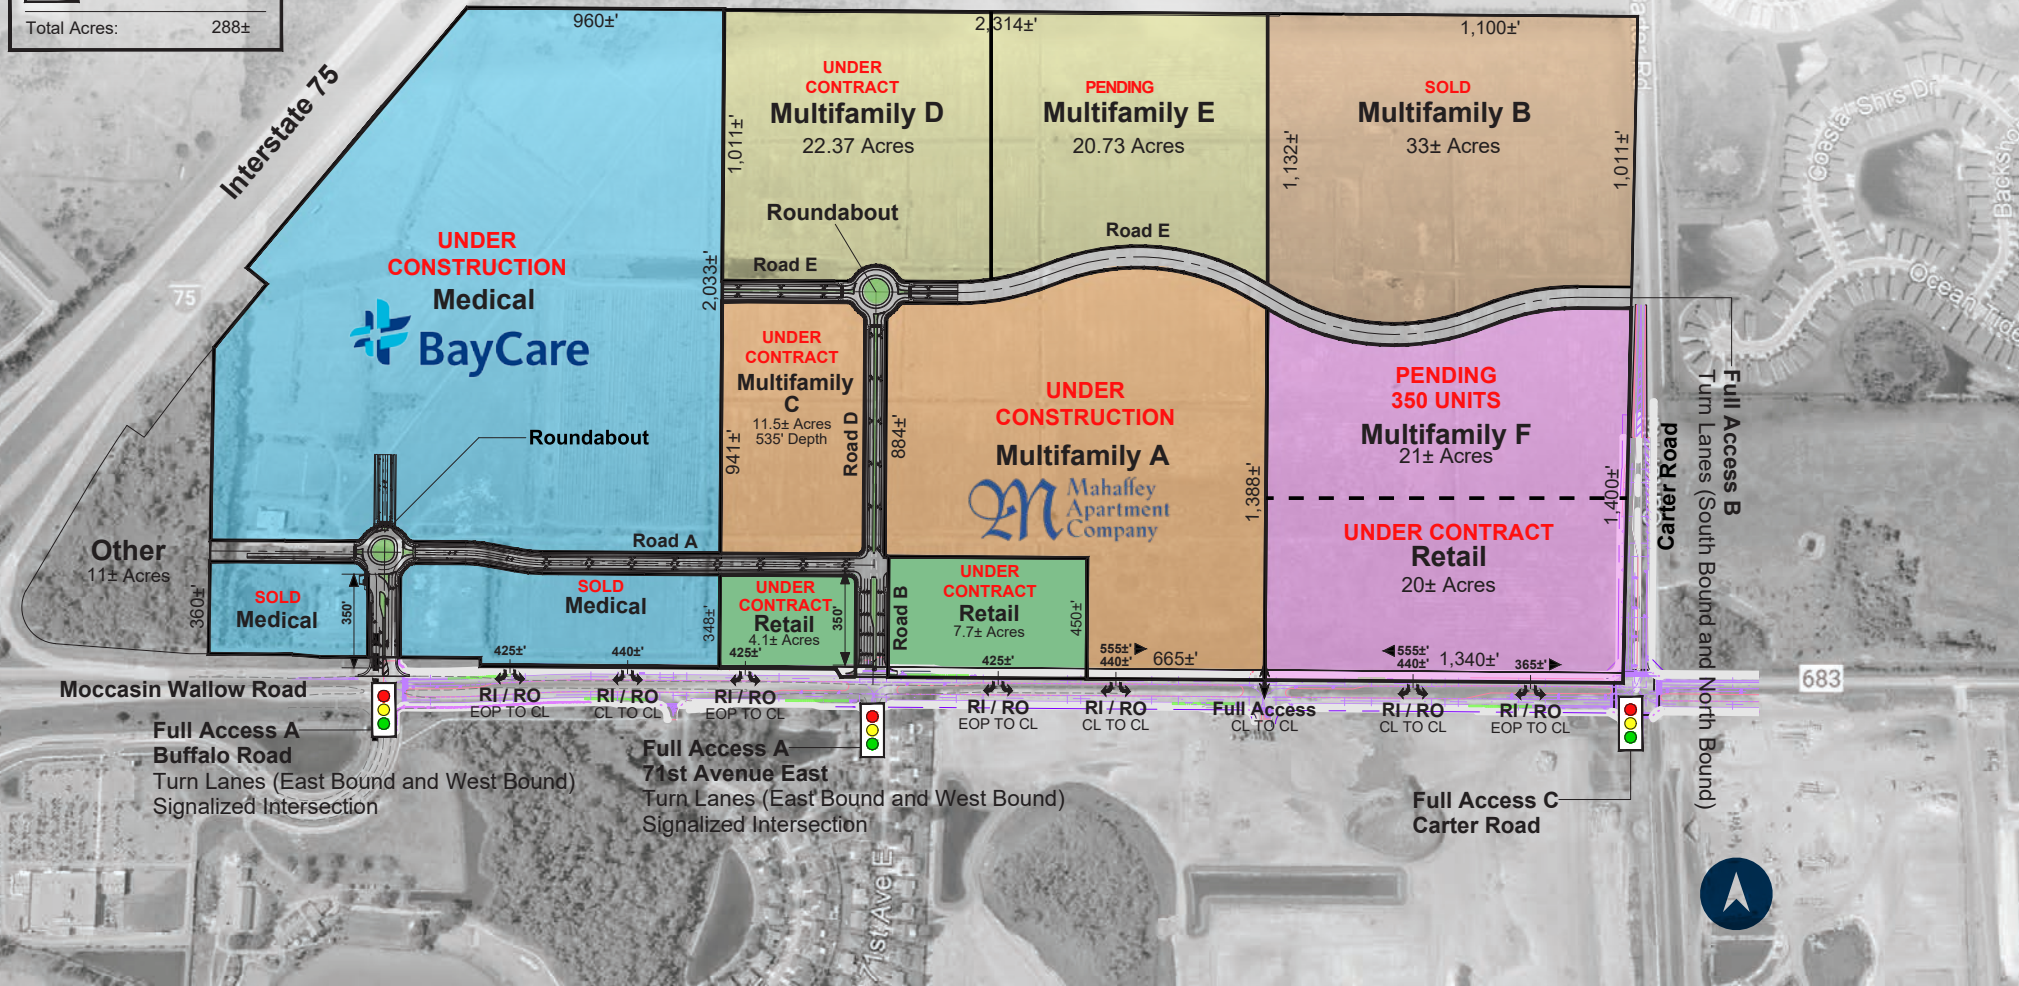 Total Acres: 288±
960±'
2,314±'
1,100±'
Interstate 75
75
UNDER
CONTRACT
Multifamily D
22.37 Acres
PENDING
Multifamily E
20.73 Acres
SOLD
Multifamily B
33± Acres
1,011±'
1,132±'
1,011±'
Coastal Shrs Dr
Ocean Tide
Roundabout
Road E
Road E
2,033±'
UNDER
CONSTRUCTION
Medical
BayCare
UNDER
CONTRACT
Multifamily
C
11.5± Acres
535' Depth
941±'
Road D
884±'
UNDER
CONSTRUCTION
Multifamily A
Mahaffey
Apartment
Company
1,388±'
PENDING
350 UNITS
Multifamily F
21± Acres
1,400±'
UNDER CONTRACT
Retail
20± Acres
Carter Road
Full Access B
Turn Lanes (South Bound and North Bound)
Roundabout
Road A
Other
11± Acres
360±'
SOLD
Medical
350'
SOLD
Medical
348±'
UNDER
CONTRACT
Retail
4.1± Acres
350'
Road B
UNDER
CONTRACT
Retail
7.7± Acres
450±'
425±'
440±'
425±'
425±'
555±'
440±'
665±'
555±'
440±'
1,340±'
365±'
Moccasin Wallow Road
683
RI / RO
EOP TO CL
RI / RO
CL TO CL
RI / RO
EOP TO CL
RI / RO
EOP TO CL
RI / RO
CL TO CL
Full Access
CL TO CL
RI / RO
CL TO CL
RI / RO
EOP TO CL
Full Access A
Buffalo Road
Turn Lanes (East Bound and West Bound)
Signalized Intersection
Full Access A
71st Avenue East
Turn Lanes (East Bound and West Bound)
Signalized Intersection
Full Access C
Carter Road
71st Ave E